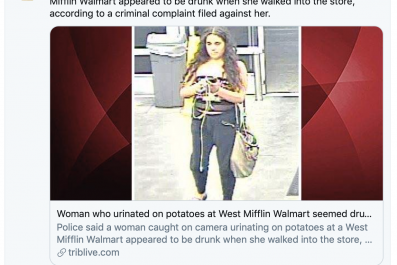 Mifflin Walmart appeared to be drunk when she walked into the store,
according to a criminal complaint filed against her.
Woman who urinated on potatoes at West Mifflin Walmart seemed dru...
Police said a woman caught on camera urinating on potatoes at a West
Mifflin Walmart appeared to be drunk when she walked into the store, ...
triblive.com